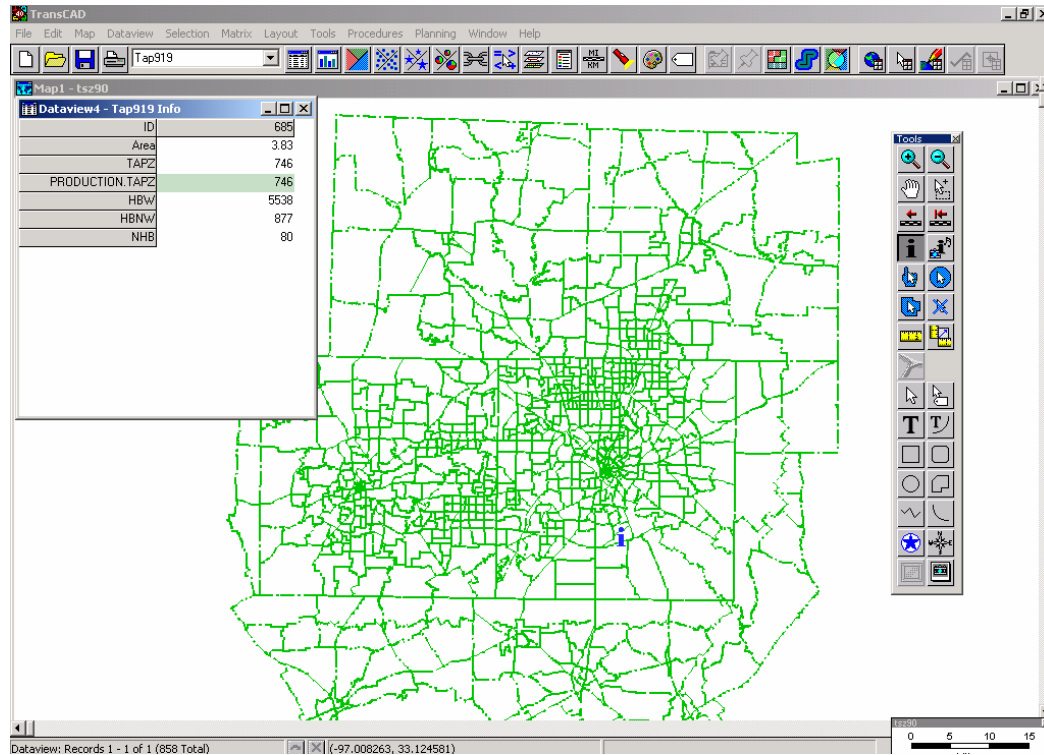 TransCAD
File Edit Map Dataview Selection Matrix Layout Tools Procedures Planning Window Help
Tap919
MI
KM
Map1 - tsz90
Dataview4 - Tap919 Info
ID 685
Area 3.83
TAPZ 746
PRODUCTION.TAPZ 746
HBW 5538
HBNW 877
NHB 80
Tools
i
T T
i
tsz90
0 5 10 15
Dataview: Records 1 - 1 of 1 (858 Total) (-97.008263, 33.124581)